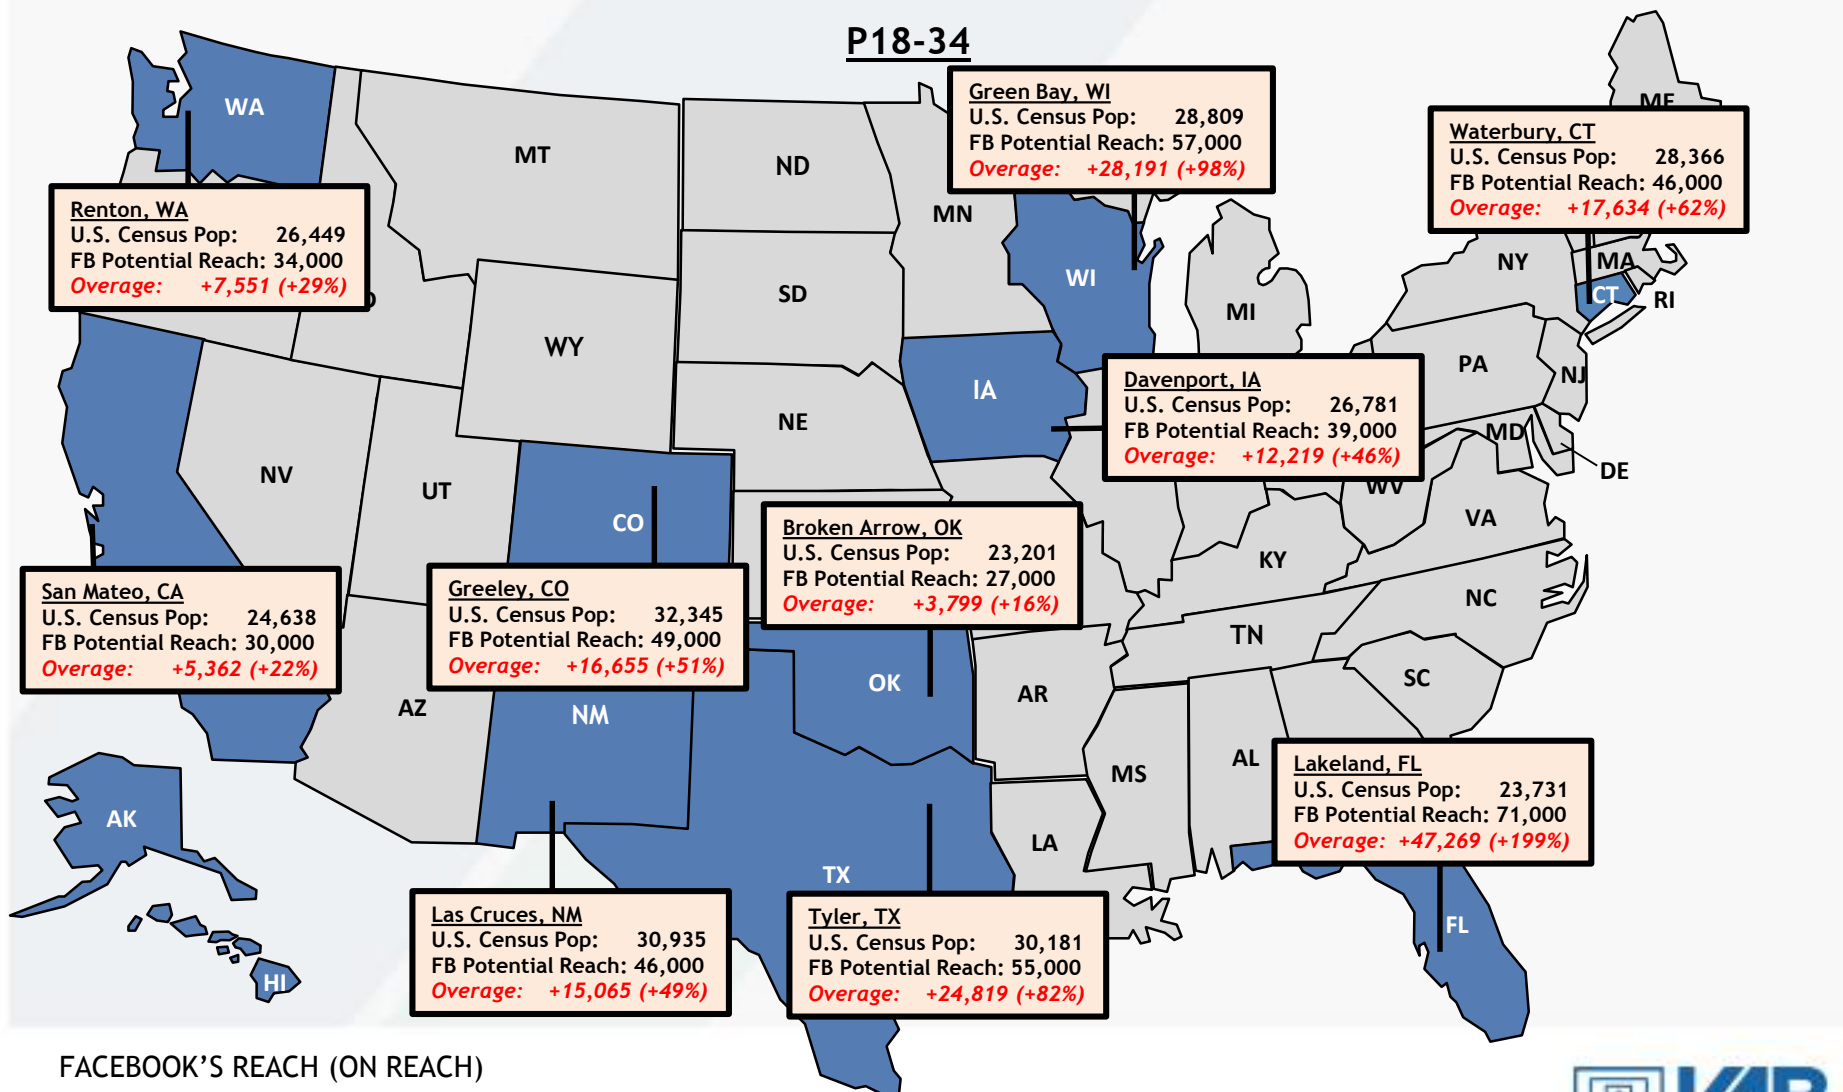 P18-34
WA
MT
ND
MN
Green Bay, WI
U.S. Census Pop: 28,809
FB Potential Reach: 57,000
Overage: +28,191 (+98%)
ME
Waterbury, CT
U.S. Census Pop: 28,366
FB Potential Reach: 46,000
Overage: +17,634 (+62%)
Renton, WA
U.S. Census Pop: 26,449
FB Potential Reach: 34,000
Overage: +7,551 (+29%)
WY
SD
WI
MI
NY
MA
CT
RI
IA
NE
Davenport, IA
U.S. Census Pop: 26,781
FB Potential Reach: 39,000
Overage: +12,219 (+46%)
PA
NJ
MD
DE
WV
VA
NV
UT
CO
Broken Arrow, OK
U.S. Census Pop: 23,201
FB Potential Reach: 27,000
Overage: +3,799 (+16%)
KY
NC
San Mateo, CA
U.S. Census Pop: 24,638
FB Potential Reach: 30,000
Overage: +5,362 (+22%)
Greeley, CO
U.S. Census Pop: 32,345
FB Potential Reach: 49,000
Overage: +16,655 (+51%)
TN
SC
AZ
NM
OK
AR
MS
AL
Lakeland, FL
U.S. Census Pop: 23,731
FB Potential Reach: 71,000
Overage: +47,269 (+199%)
AK
HI
TX
LA
FL
Las Cruces, NM
U.S. Census Pop: 30,935
FB Potential Reach: 46,000
Overage: +15,065 (+49%)
Tyler, TX
U.S. Census Pop: 30,181
FB Potential Reach: 55,000
Overage: +24,819 (+82%)
FACEBOOK'S REACH (ON REACH)
VAB